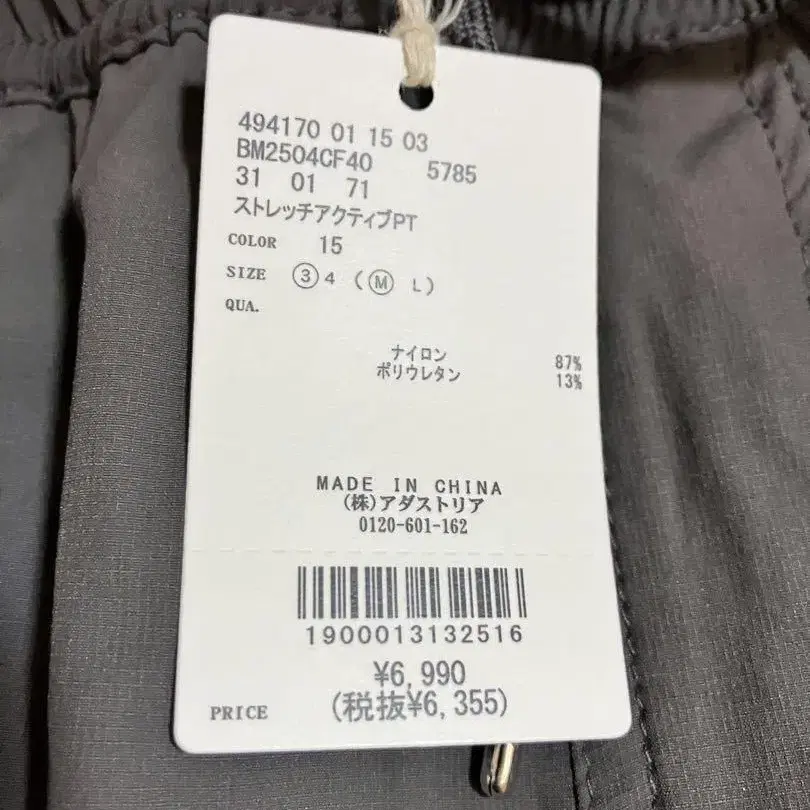 494170 01 15 03
BM2504CF40 5785
31 01 71
ストレッチアクティブPT
COLOR 15
SIZE ③ 4 (Ⓜ L)
QUA.
ナイロン 87%
ポリウレタン 13%
MADE IN CHINA
(株)アダストリア
0120-601-162
1900013132516
¥6,990
PRICE (税抜¥6,355)